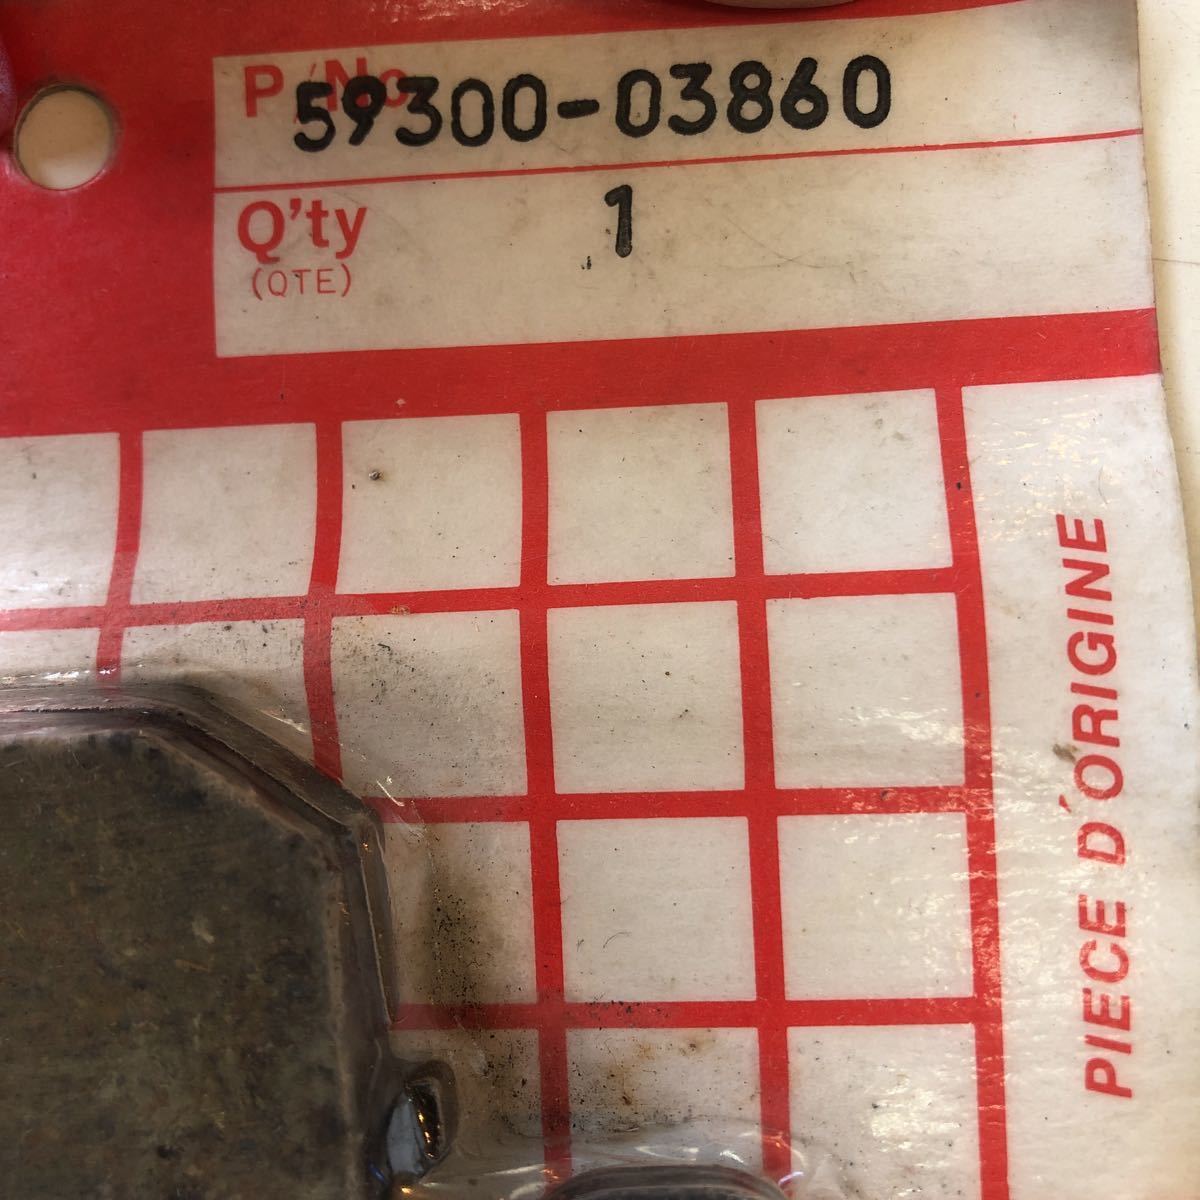 P/No. 59300-03860
Q'ty 1
(QTE)
PIECE D'ORIGINE